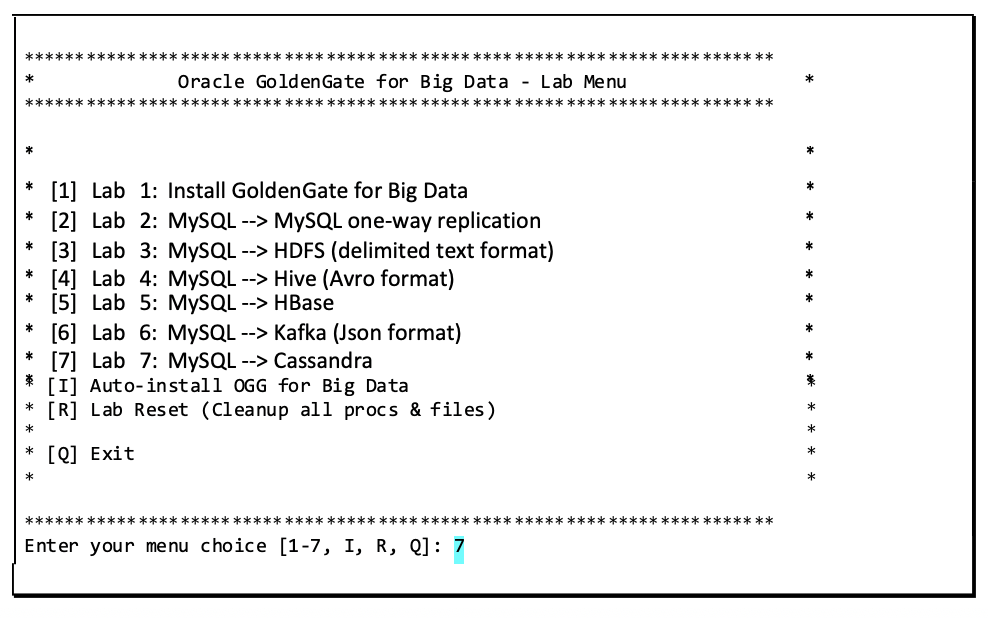 ***************************************************************************
* Oracle GoldenGate for Big Data - Lab Menu *
***************************************************************************
* *
* [1] Lab 1: Install GoldenGate for Big Data *
* [2] Lab 2: MySQL --> MySQL one-way replication *
* [3] Lab 3: MySQL --> HDFS (delimited text format) *
* [4] Lab 4: MySQL --> Hive (Avro format) *
* [5] Lab 5: MySQL --> HBase *
* [6] Lab 6: MySQL --> Kafka (Json format) *
* [7] Lab 7: MySQL --> Cassandra *
* [I] Auto-install OGG for Big Data *
* [R] Lab Reset (Cleanup all procs & files) *
* *
* [Q] Exit *
* *
***************************************************************************
Enter your menu choice [1-7, I, R, Q]: 7